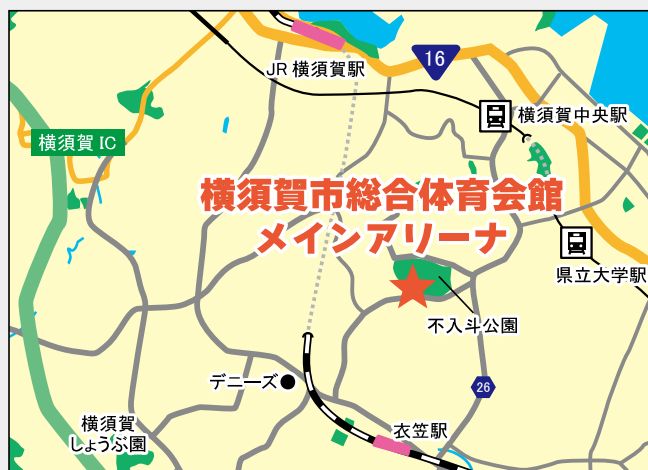 JR 横須賀駅
16
横須賀中央駅
横須賀 IC
横須賀市総合体育会館
メインアリーナ
県立大学駅
不入斗公園
デニーズ
26
横須賀
しょうぶ園
衣笠駅